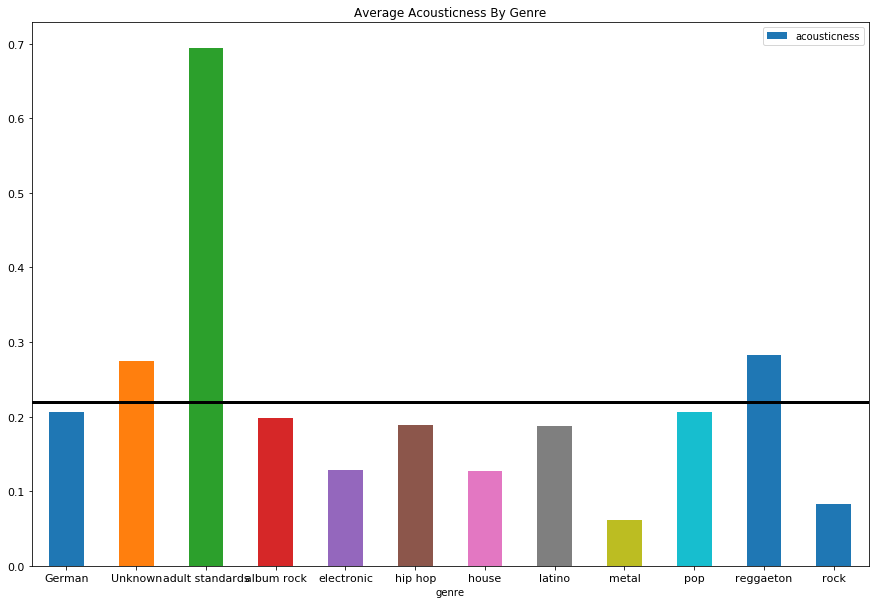 Average Acousticness By Genre
acousticness
0.7
0.6
0.5
0.4
0.3
0.2
0.1
0.0
German Unknown adult standards album rock electronic hip hop house latino metal pop reggaeton rock
genre